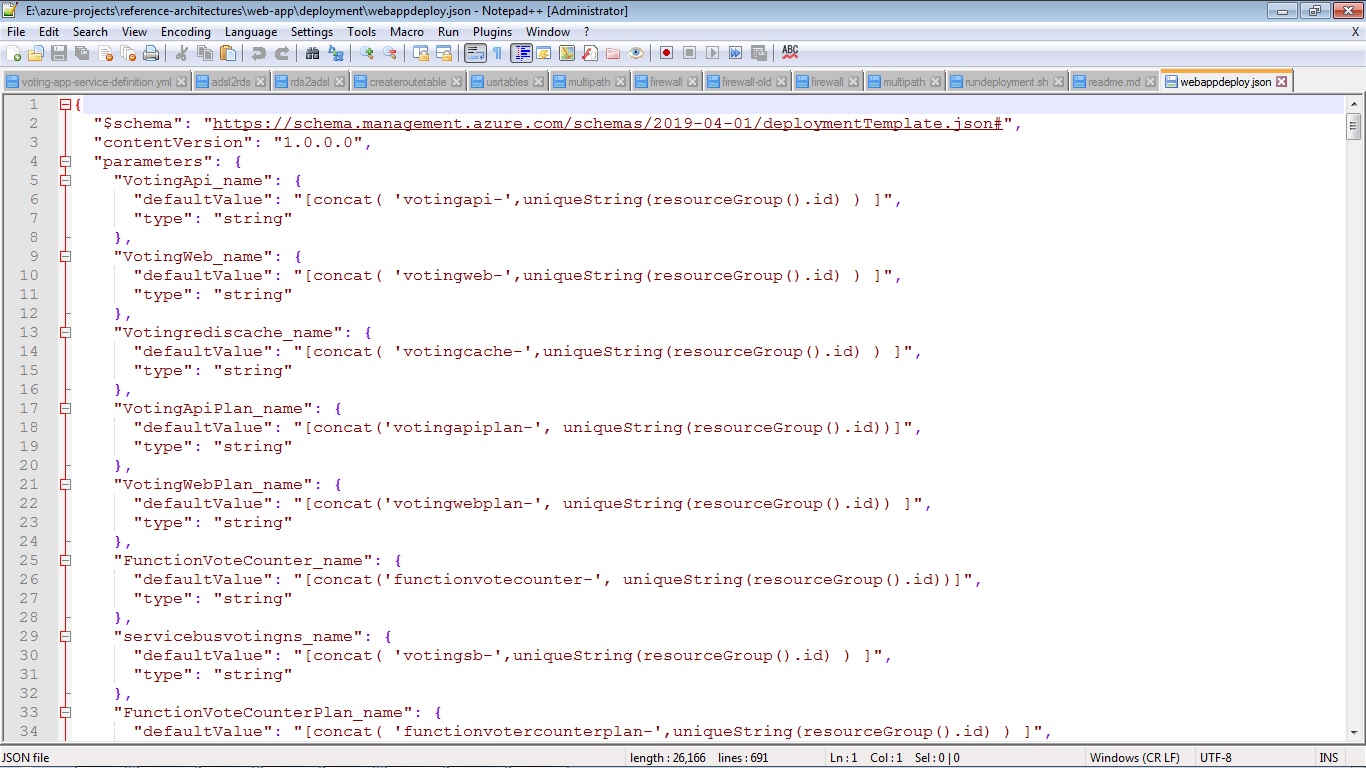 E:\azure-projects\reference-architectures\web-app\deployment\webappdeploy.json - Notepad++ [Administrator]
File Edit Search View Encoding Language Settings Tools Macro Run Plugins Window ? X
ABC
voting-app-service-definition.yml adsl2rds rds2adsl createroutetable usrtables multipath firewall firewall-old firewall multipath rundeployment.sh readme.md webappdeploy.json
1 {
2 "$schema": "https://schema.management.azure.com/schemas/2019-04-01/deploymentTemplate.json#",
3 "contentVersion": "1.0.0.0",
4 "parameters": {
5 "VotingApi_name": {
6 "defaultValue": "[concat( 'votingapi-',uniqueString(resourceGroup().id) ) ]",
7 "type": "string"
8 },
9 "VotingWeb_name": {
10 "defaultValue": "[concat( 'votingweb-',uniqueString(resourceGroup().id) ) ]",
11 "type": "string"
12 },
13 "Votingrediscache_name": {
14 "defaultValue": "[concat( 'votingcache-',uniqueString(resourceGroup().id) ) ]",
15 "type": "string"
16 },
17 "VotingApiPlan_name": {
18 "defaultValue": "[concat('votingapiplan-', uniqueString(resourceGroup().id))]",
19 "type": "string"
20 },
21 "VotingWebPlan_name": {
22 "defaultValue": "[concat('votingwebplan-', uniqueString(resourceGroup().id)) ]",
23 "type": "string"
24 },
25 "FunctionVoteCounter_name": {
26 "defaultValue": "[concat('functionvotecounter-', uniqueString(resourceGroup().id))]",
27 "type": "string"
28 },
29 "servicebusvotingns_name": {
30 "defaultValue": "[concat( 'votingsb-',uniqueString(resourceGroup().id) ) ]",
31 "type": "string"
32 },
33 "FunctionVoteCounterPlan_name": {
34 "defaultValue": "[concat( 'functionvotercounterplan-',uniqueString(resourceGroup().id) ) ]",
JSON file length : 26,166 lines : 691 Ln : 1 Col : 1 Sel : 0 | 0 Windows (CR LF) UTF-8 INS